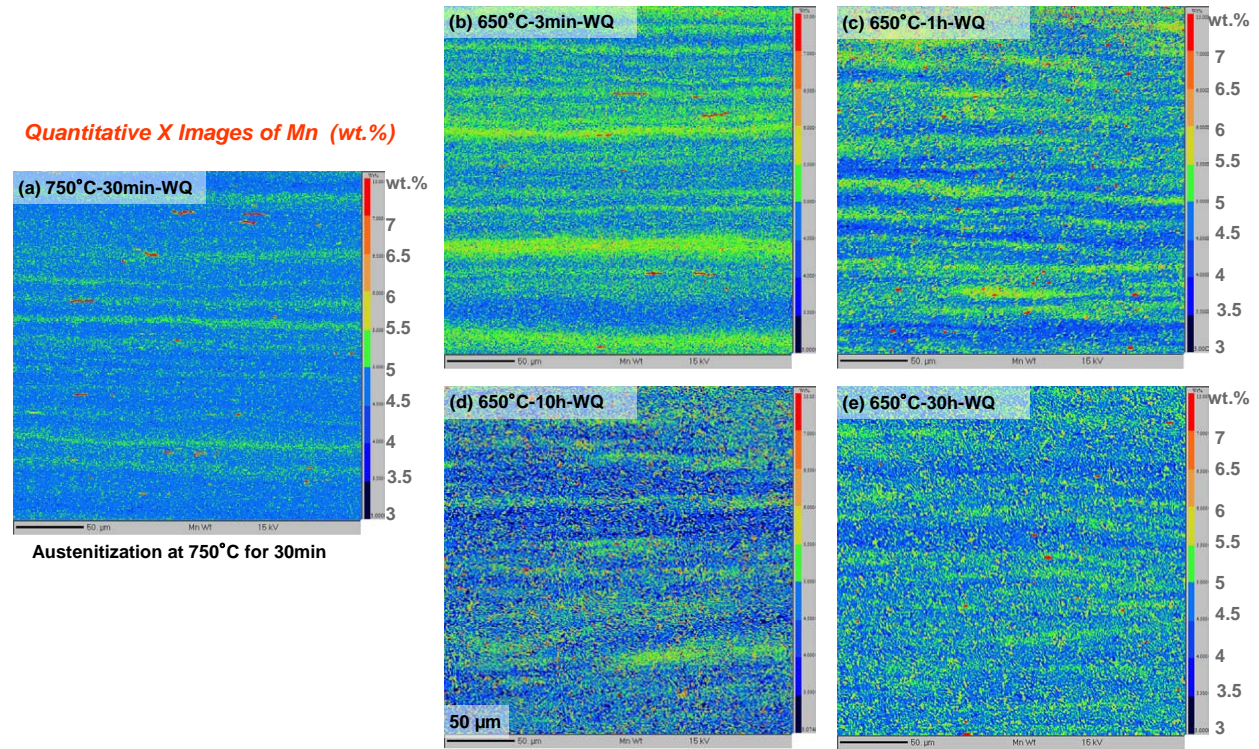 Quantitative X Images of Mn (wt.%)
(a) 750°C-30min-WQ
wt.%
7
6.5
6
5.5
5
4.5
4
3.5
3
50. µm Mn Wt 15 kV
Austenitization at 750°C for 30min
(b) 650°C-3min-WQ
50. µm Mn Wt 15 kV
(c) 650°C-1h-WQ
wt.%
7
6.5
6
5.5
5
4.5
4
3.5
3
50. µm Mn Wt 15 kV
(d) 650°C-10h-WQ
50 µm
50. µm Mn Wt 15 kV
(e) 650°C-30h-WQ
wt.%
7
6.5
6
5.5
5
4.5
4
3.5
3
50. µm Mn Wt 15 kV